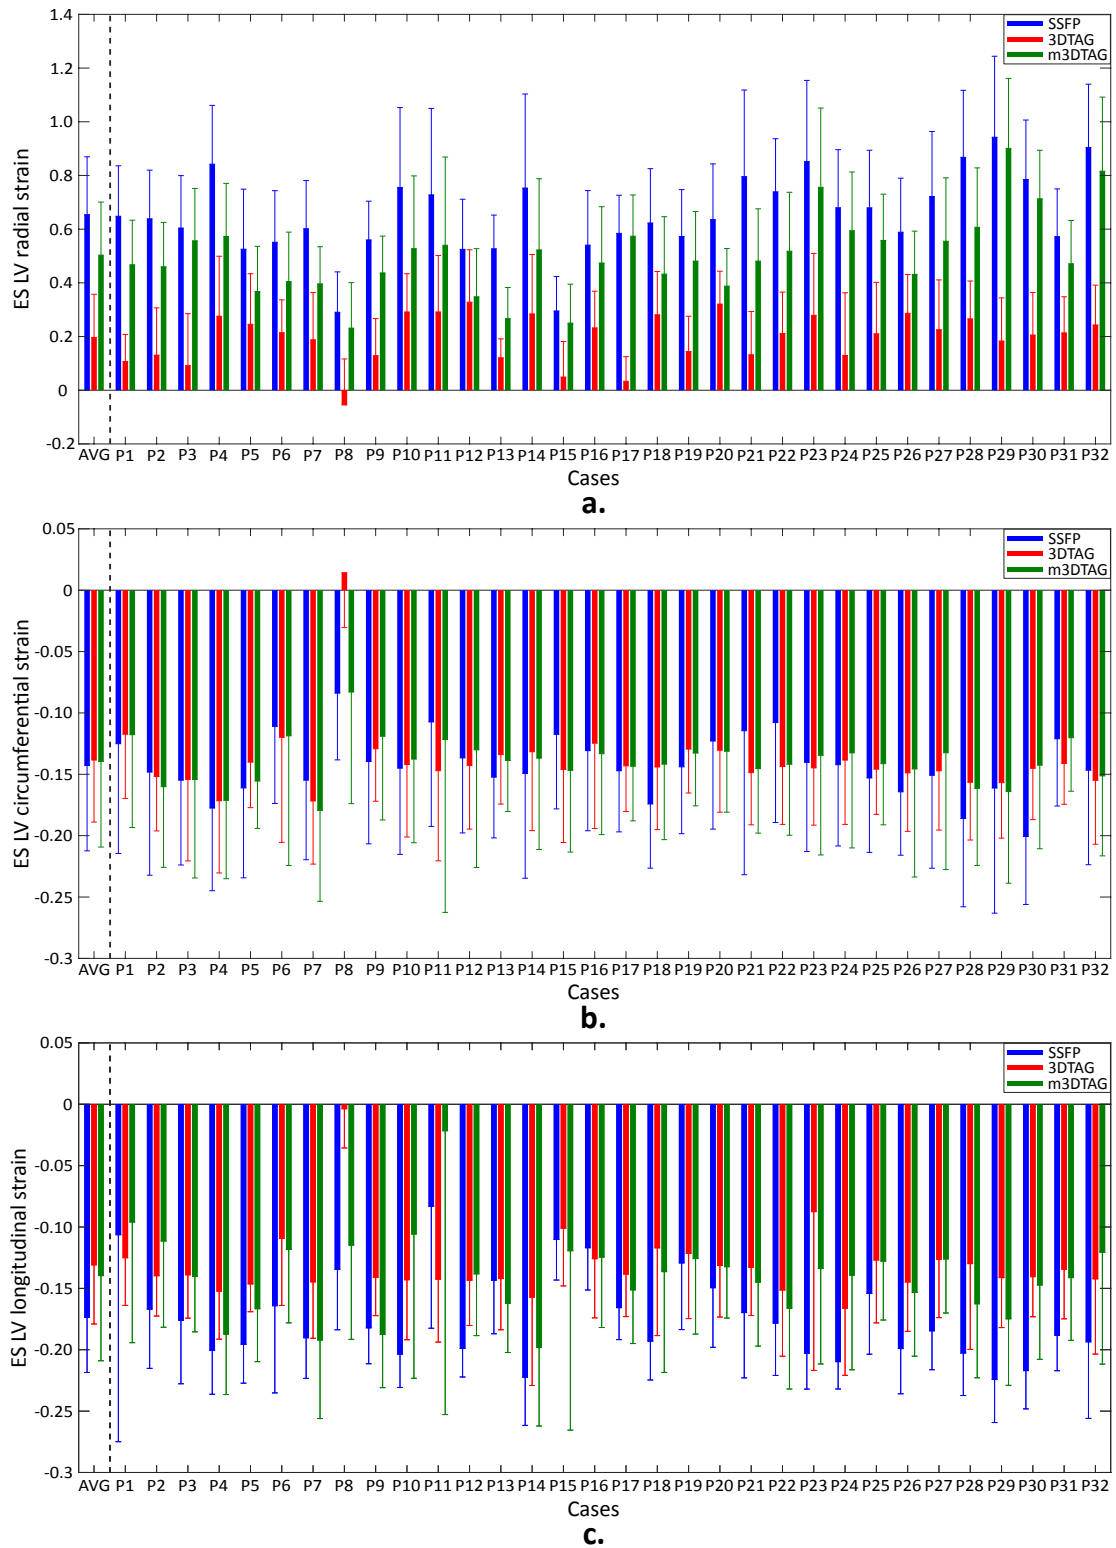 1.4
1.2
1.0
0.8
0.6
0.4
0.2
0
-0.2
ES LV radial strain
SSFP
3DTAG
m3DTAG
AVG P1 P2 P3 P4 P5 P6 P7 P8 P9 P10 P11 P12 P13 P14 P15 P16 P17 P18 P19 P20 P21 P22 P23 P24 P25 P26 P27 P28 P29 P30 P31 P32
Cases
a.
0.05
0
-0.05
-0.10
-0.15
-0.20
-0.25
-0.3
ES LV circumferential strain
SSFP
3DTAG
m3DTAG
AVG P1 P2 P3 P4 P5 P6 P7 P8 P9 P10 P11 P12 P13 P14 P15 P16 P17 P18 P19 P20 P21 P22 P23 P24 P25 P26 P27 P28 P29 P30 P31 P32
Cases
b.
0.05
0
-0.05
-0.10
-0.15
-0.20
-0.25
-0.3
ES LV longitudinal strain
SSFP
3DTAG
m3DTAG
AVG P1 P2 P3 P4 P5 P6 P7 P8 P9 P10 P11 P12 P13 P14 P15 P16 P17 P18 P19 P20 P21 P22 P23 P24 P25 P26 P27 P28 P29 P30 P31 P32
Cases
c.